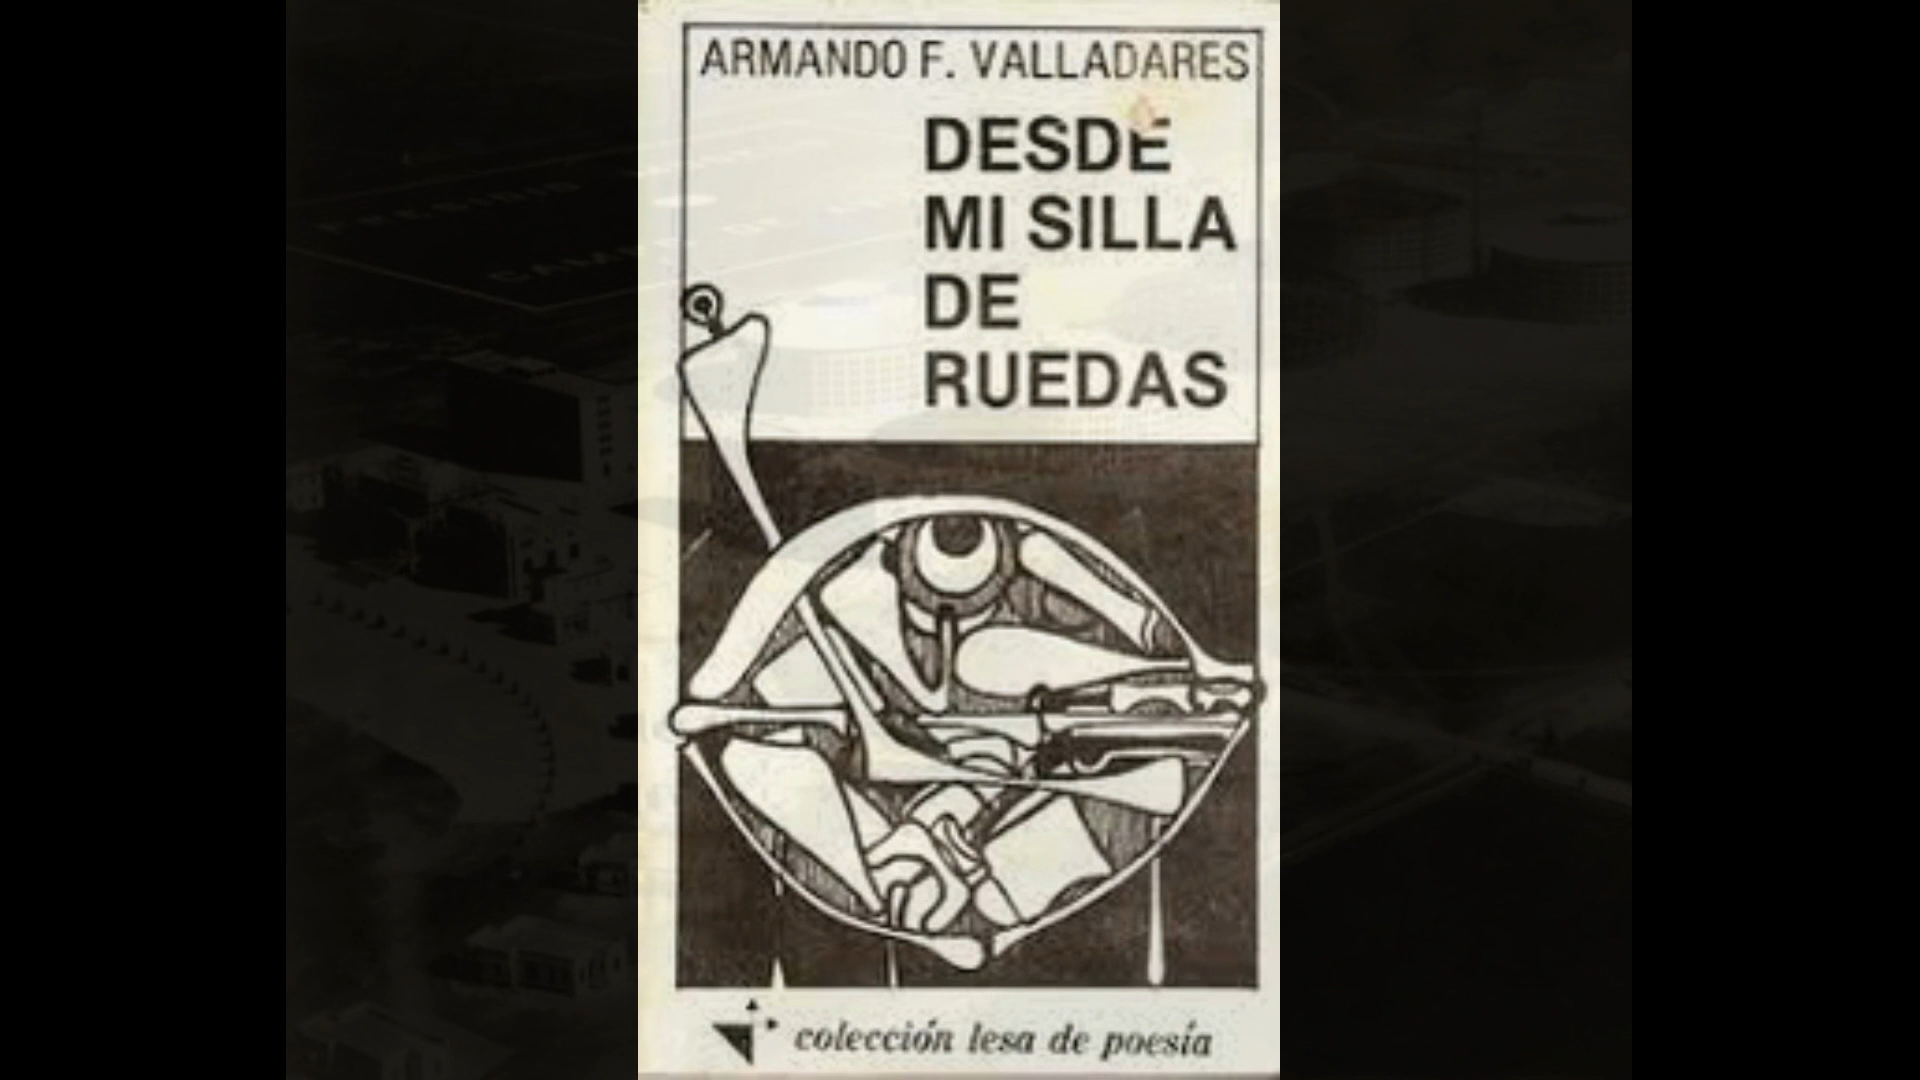 ARMANDO F. VALLADARES
DESDE
MI SILLA
DE
RUEDAS
colección lesa de poesía